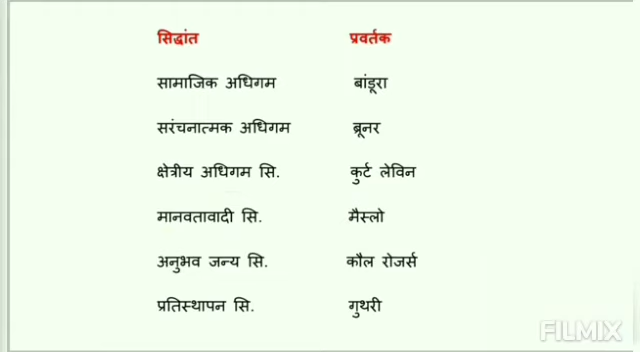 सिद्धांत प्रवर्तक
सामाजिक अधिगम बांडूरा
सरंचनात्मक अधिगम ब्रूनर
क्षेत्रीय अधिगम सि. कुर्ट लेविन
मानवतावादी सि. मैस्लो
अनुभव जन्य सि. कौल रोजर्स
प्रतिस्थापन सि. गुथरी
FILMIX